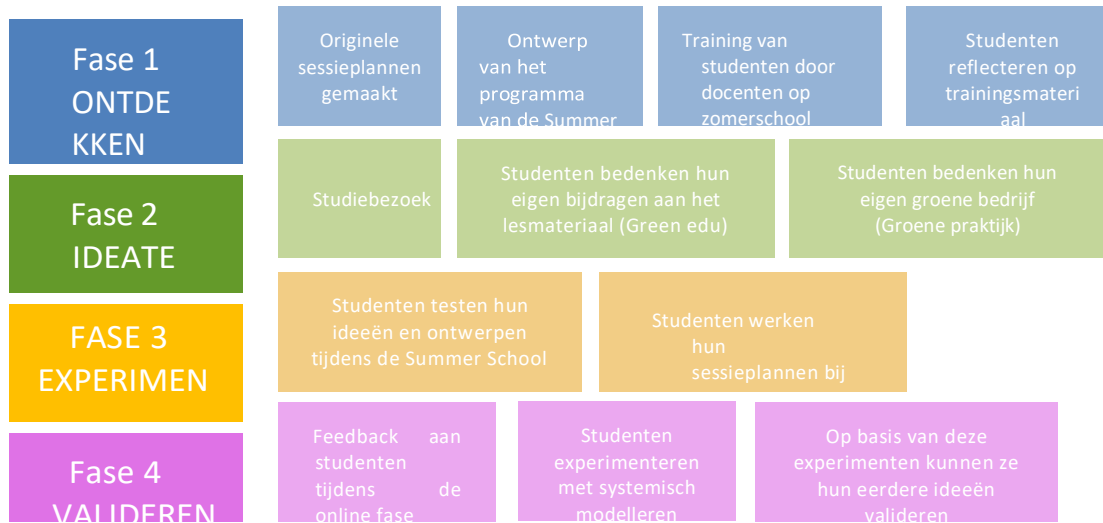 Fase 1
ONTDE
KKEN
Originele
sessieplannen
gemaakt
Ontwerp
van het
programma
van de Summer
Training van
studenten door
docenten op
zomerschool
Studenten
reflecteren op
trainingsmateri
aal
Fase 2
IDEATE
Studiebezoek
Studenten bedenken hun
eigen bijdragen aan het
lesmateriaal (Green edu)
Studenten bedenken hun
eigen groene bedrijf
(Groene praktijk)
FASE 3
EXPERIMEN
Studenten testen hun
ideeën en ontwerpen
tijdens de Summer School
Studenten werken
hun
sessieplannen bij
Fase 4
VALIDEREN
Feedback aan
studenten
tijdens de
online fase
Studenten
experimenteren
met systemisch
modelleren
Op basis van deze
experimenten kunnen ze
hun eerdere ideeën
valideren